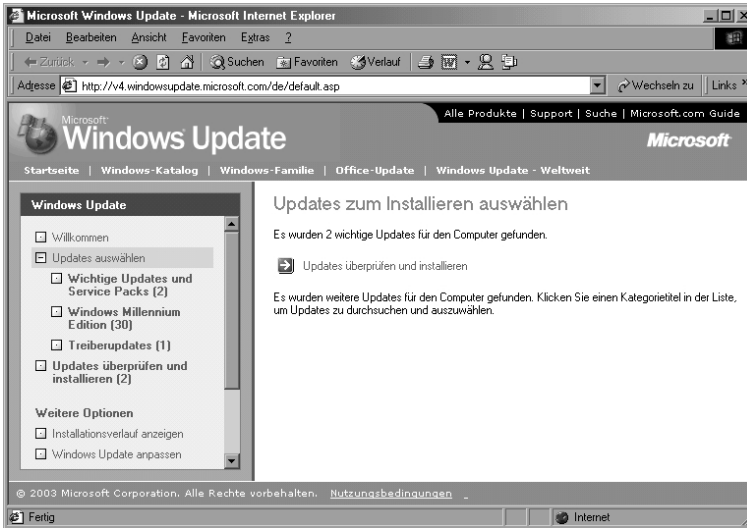 Microsoft Windows Update - Microsoft Internet Explorer
Datei Bearbeiten Ansicht Favoriten Extras ?
Zurück Suchen Favoriten Verlauf
Adresse http://v4.windowsupdate.microsoft.com/de/default.asp Wechseln zu Links »
Alle Produkte | Support | Suche | Microsoft.com Guide
Microsoft
Windows Update
Microsoft
Startseite | Windows-Katalog | Windows-Familie | Office-Update | Windows Update - Weltweit
Windows Update
Willkommen
Updates auswählen
Wichtige Updates und
Service Packs (2)
Windows Millennium
Edition (30)
Treiberupdates (1)
Updates überprüfen und
installieren (2)
Weitere Optionen
Installationsverlauf anzeigen
Windows Update anpassen
Updates zum Installieren auswählen
Es wurden 2 wichtige Updates für den Computer gefunden.
Updates überprüfen und installieren
Es wurden weitere Updates für den Computer gefunden. Klicken Sie einen Kategorietitel in der Liste,
um Updates zu durchsuchen und auszuwählen.
© 2003 Microsoft Corporation. Alle Rechte vorbehalten. Nutzungsbedingungen
Fertig Internet